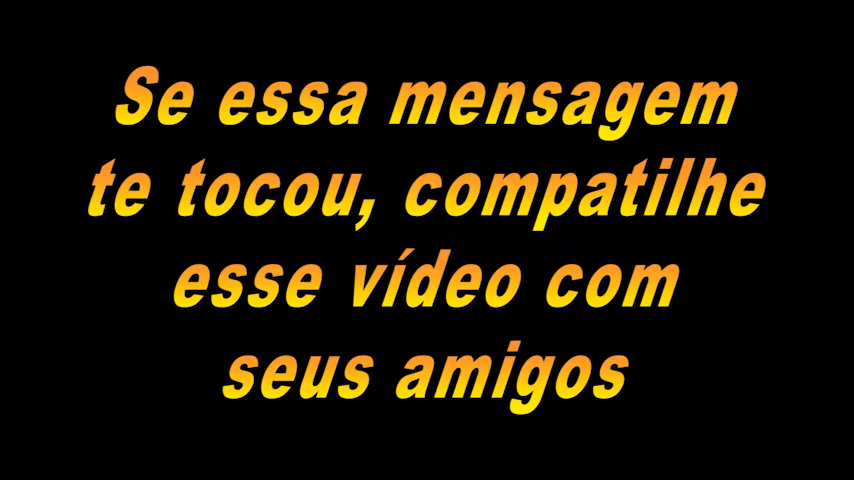 Se essa mensagem
te tocou, compatilhe
esse vídeo com
seus amigos